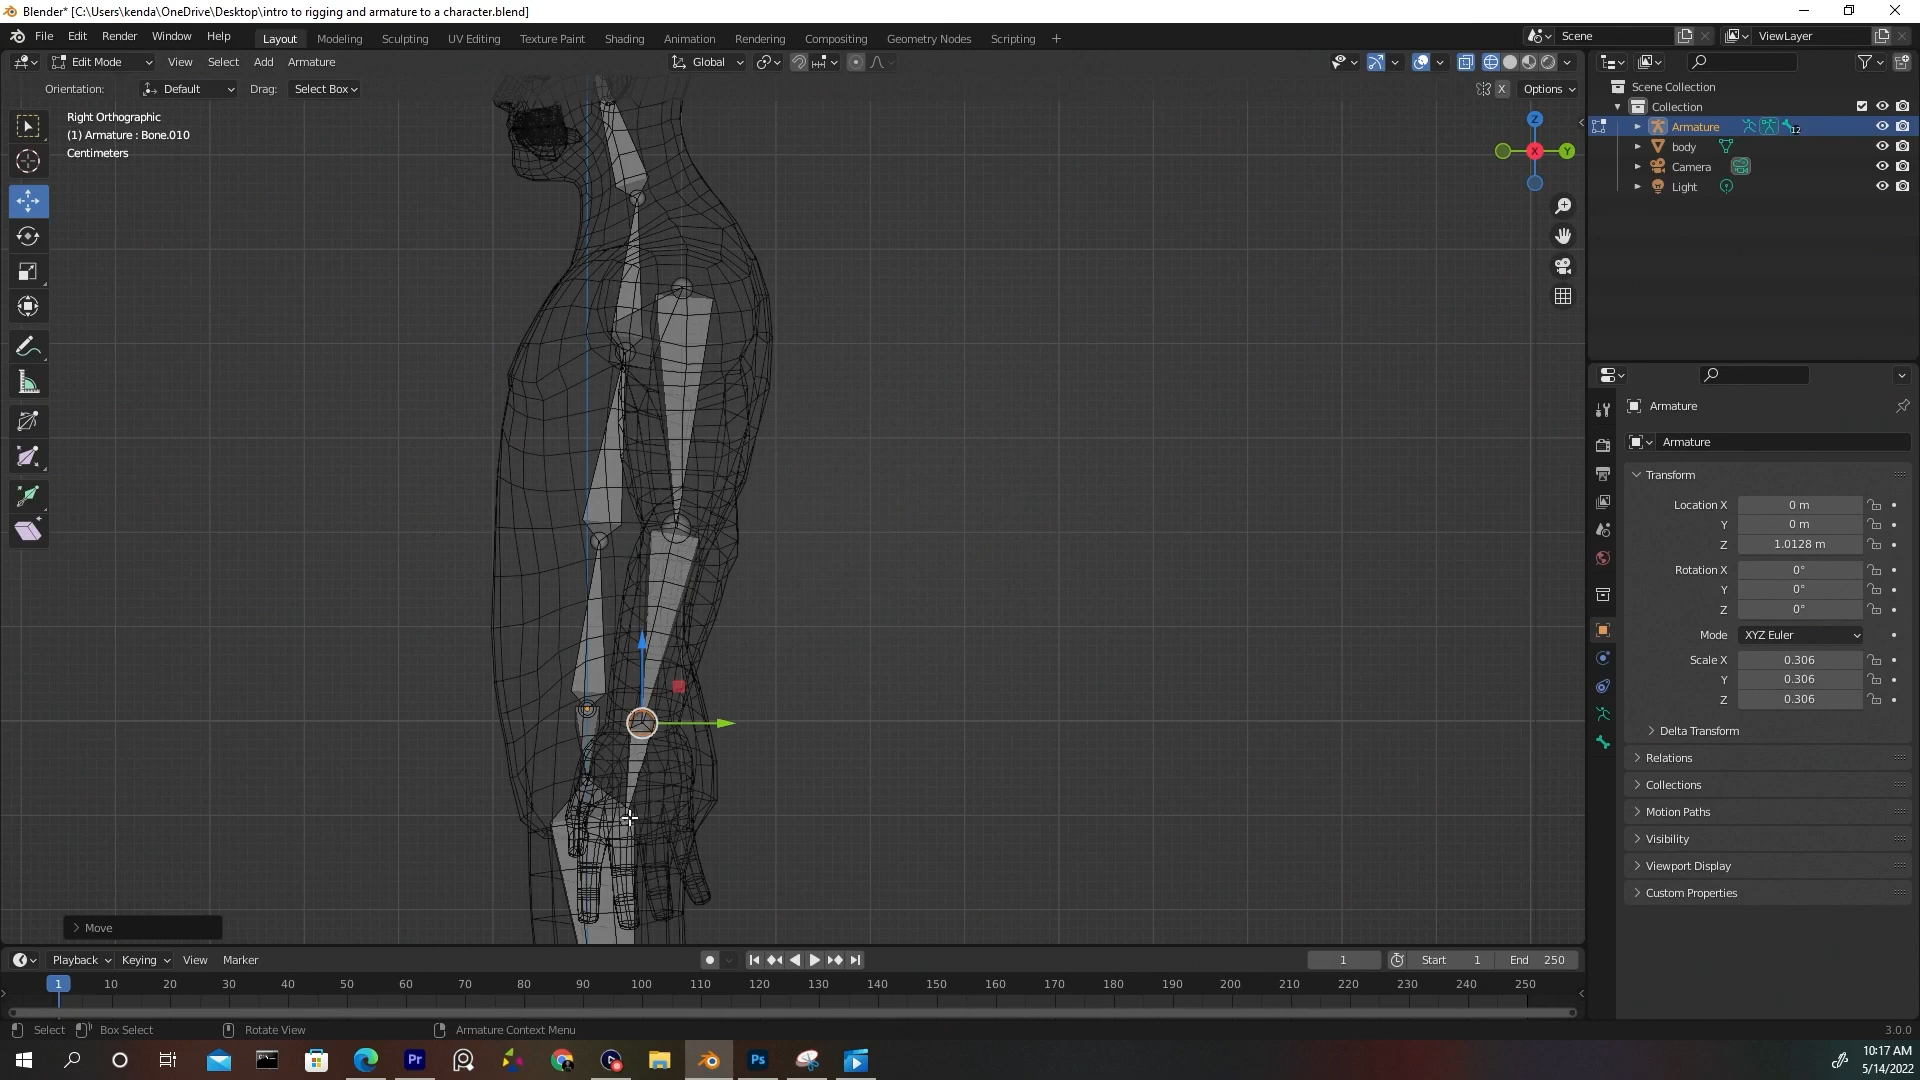 Blender* [C:\Users\kenda\OneDrive\Desktop\intro to rigging and armature to a character.blend]
File Edit Render Window Help Layout Modeling Sculpting UV Editing Texture Paint Shading Animation Rendering Compositing Geometry Nodes Scripting + Scene ViewLayer
Edit Mode View Select Add Armature Global
Orientation: Default Drag: Select Box X Options
Right Orthographic
(1) Armature : Bone.010
Centimeters
Z
X
Y
Scene Collection
Collection
Armature 12
body
Camera
Light
Armature
Armature
Transform
Location X 0 m
Y 0 m
Z 1.0128 m
Rotation X 0°
Y 0°
Z 0°
Mode XYZ Euler
Scale X 0.306
Y 0.306
Z 0.306
Delta Transform
Relations
Collections
Motion Paths
Visibility
Viewport Display
Custom Properties
Move
Playback Keying View Marker 1 Start 1 End 250
1 10 20 30 40 50 60 70 80 90 100 110 120 130 140 150 160 170 180 190 200 210 220 230 240 250
Select Box Select Rotate View Armature Context Menu 3.0.0
Pr Ps
10:17 AM
5/14/2022